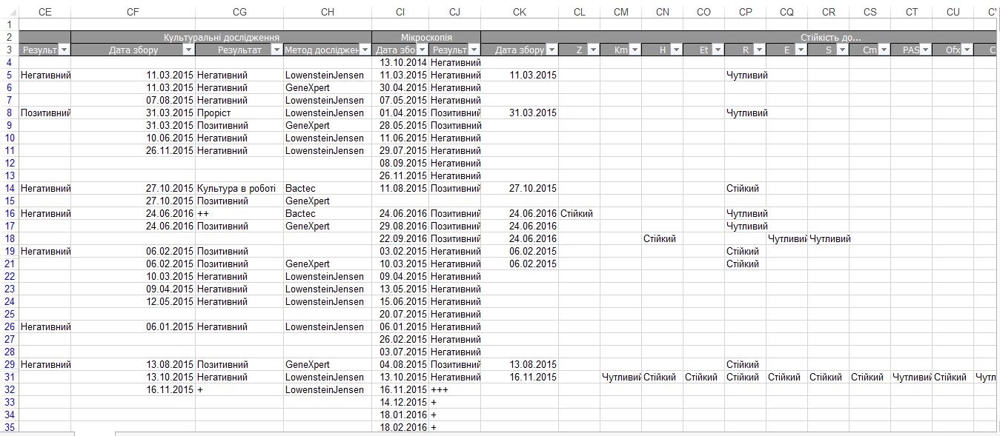 CE CF CG CH CI CJ CK CL CM CN CO CP CQ CR CS CT CU
1
2 Культуральні дослідження Мікроскопія Стійкість до...
3 Результ Дата збору Результат Метод дослiджен Дата збо Результ Дата збору Z Km H Et R E S Cm PAS Ofx C
4 13.10.2014 Негативний
5 Негативний 11.03.2015 Негативний LowensteinJensen 11.03.2015 Негативний 11.03.2015 Чутливий
6 11.03.2015 Негативний GeneXpert 30.04.2015 Негативний
7 07.08.2015 Негативний LowensteinJensen 07.05.2015 Негативний
8 Позитивний 31.03.2015 Проріст LowensteinJensen 01.04.2015 Позитивний 31.03.2015 Чутливий
9 31.03.2015 Позитивний GeneXpert 28.05.2015 Позитивний
10 10.06.2015 Негативний LowensteinJensen 11.06.2015 Негативний
11 26.11.2015 Негативний LowensteinJensen 29.07.2015 Негативний
12 08.09.2015 Негативний
13 26.11.2015 Негативний
14 Негативний 27.10.2015 Культура в роботі Bactec 11.08.2015 Позитивний 27.10.2015 Стійкий
15 27.10.2015 Позитивний GeneXpert
16 Негативний 24.06.2016 ++ Bactec 24.06.2016 Позитивний 24.06.2016 Стійкий Чутливий
17 24.06.2016 Позитивний GeneXpert 29.08.2016 Позитивний 24.06.2016 Чутливий
18 22.09.2016 Позитивний 24.06.2016 Стійкий Чутливий Чутливий
19 Негативний 06.02.2015 Позитивний 03.02.2015 Негативний 06.02.2015 Стійкий
21 06.02.2015 Позитивний GeneXpert 10.03.2015 Негативний 06.02.2015 Стійкий
22 10.03.2015 Негативний LowensteinJensen 09.04.2015 Негативний
23 09.04.2015 Негативний LowensteinJensen 13.05.2015 Негативний
24 12.05.2015 Негативний LowensteinJensen 15.06.2015 Негативний
25 20.07.2015 Негативний
26 Негативний 06.01.2015 Негативний LowensteinJensen 06.01.2015 Негативний
27 26.02.2015 Негативний
28 03.07.2015 Негативний
29 Негативний 13.08.2015 Позитивний GeneXpert 04.08.2015 Позитивний 13.08.2015 Стійкий
31 13.10.2015 Негативний LowensteinJensen 13.10.2015 Негативний 16.11.2015 Чутливий Стійкий Стійкий Стійкий Стійкий Стійкий Стійкий Чутливий Стійкий Чутл
32 16.11.2015 + LowensteinJensen 16.11.2015 +++
33 14.12.2015 +
34 18.01.2016 +
35 18.02.2016 +